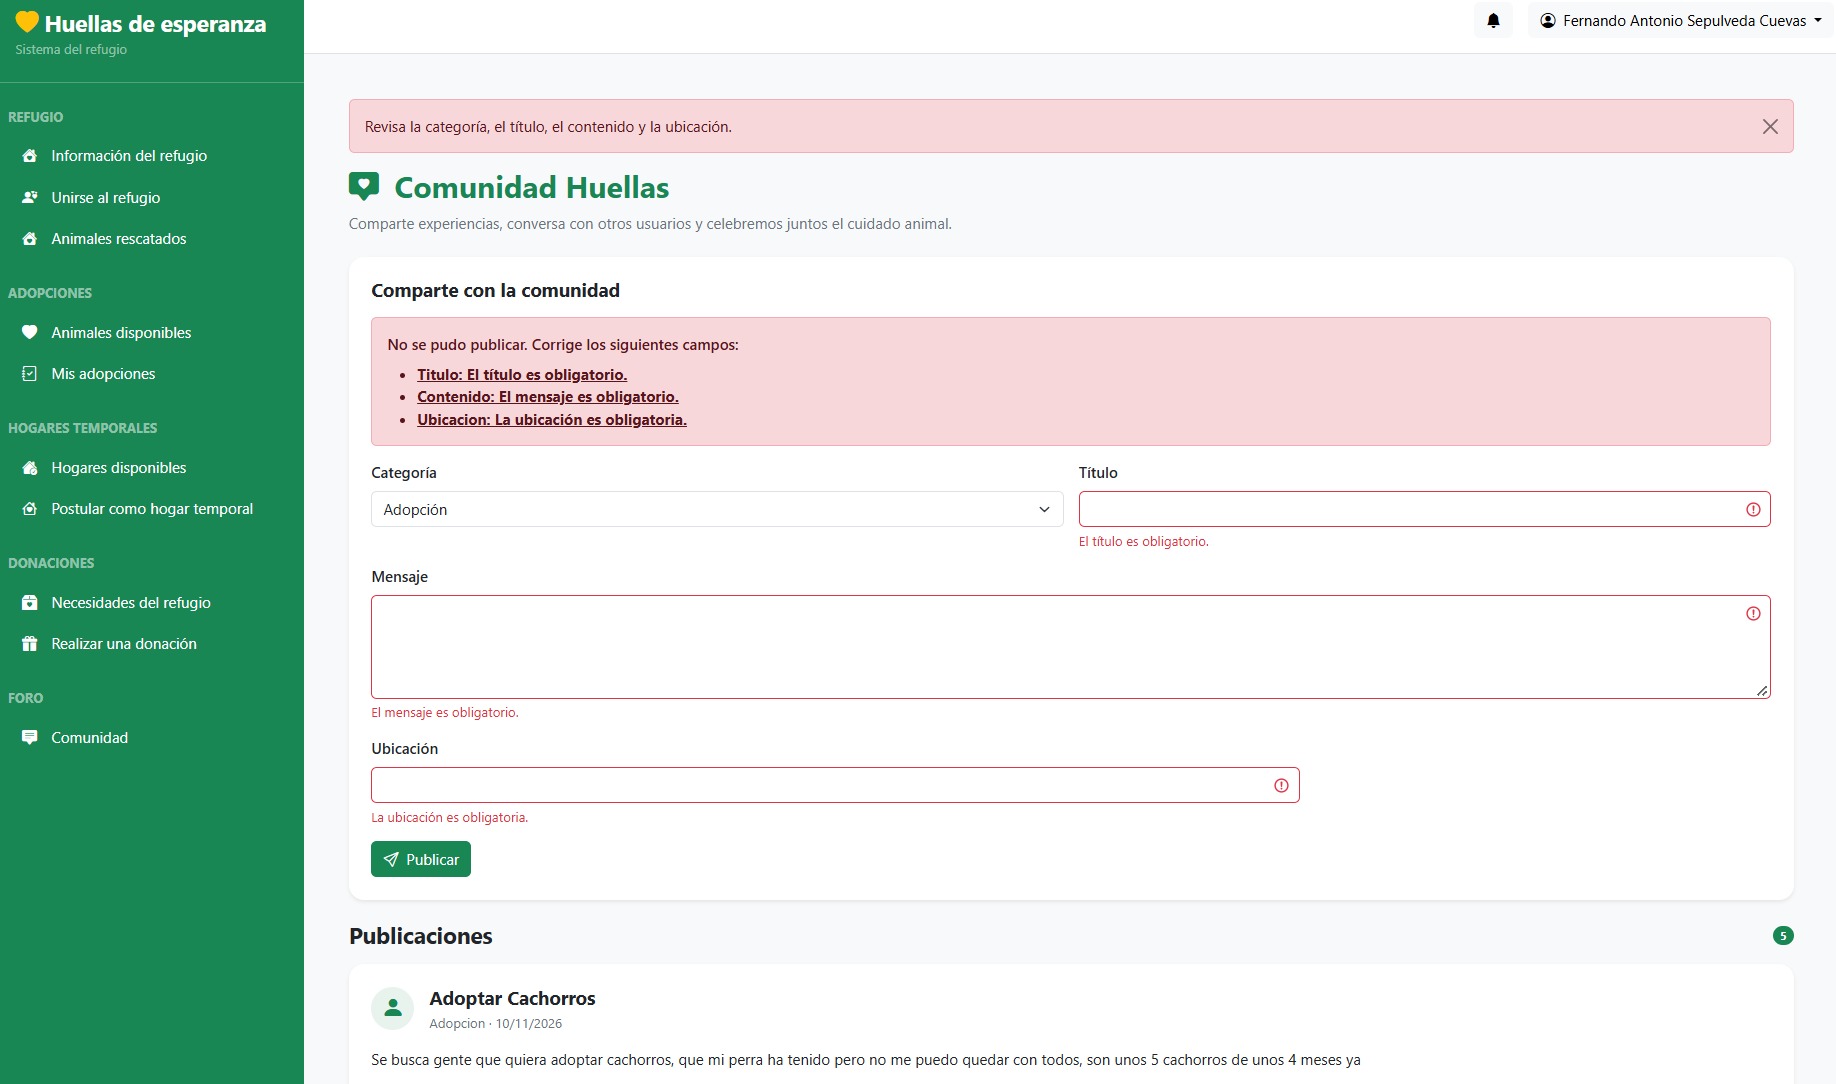 Huellas de esperanza
Sistema del refugio
Fernando Antonio Sepulveda Cuevas
REFUGIO
Información del refugio
Unirse al refugio
Animales rescatados
ADOPCIONES
Animales disponibles
Mis adopciones
HOGARES TEMPORALES
Hogares disponibles
Postular como hogar temporal
DONACIONES
Necesidades del refugio
Realizar una donación
FORO
Comunidad
Revisa la categoría, el título, el contenido y la ubicación.
Comunidad Huellas
Comparte experiencias, conversa con otros usuarios y celebremos juntos el cuidado animal.
Comparte con la comunidad
No se pudo publicar. Corrige los siguientes campos:
• Titulo: El título es obligatorio.
• Contenido: El mensaje es obligatorio.
• Ubicacion: La ubicación es obligatoria.
Categoría
Adopción
Título
El título es obligatorio.
Mensaje
El mensaje es obligatorio.
Ubicación
La ubicación es obligatoria.
Publicar
Publicaciones
5
Adoptar Cachorros
Adopcion · 10/11/2026
Se busca gente que quiera adoptar cachorros, que mi perra ha tenido pero no me puedo quedar con todos, son unos 5 cachorros de unos 4 meses ya